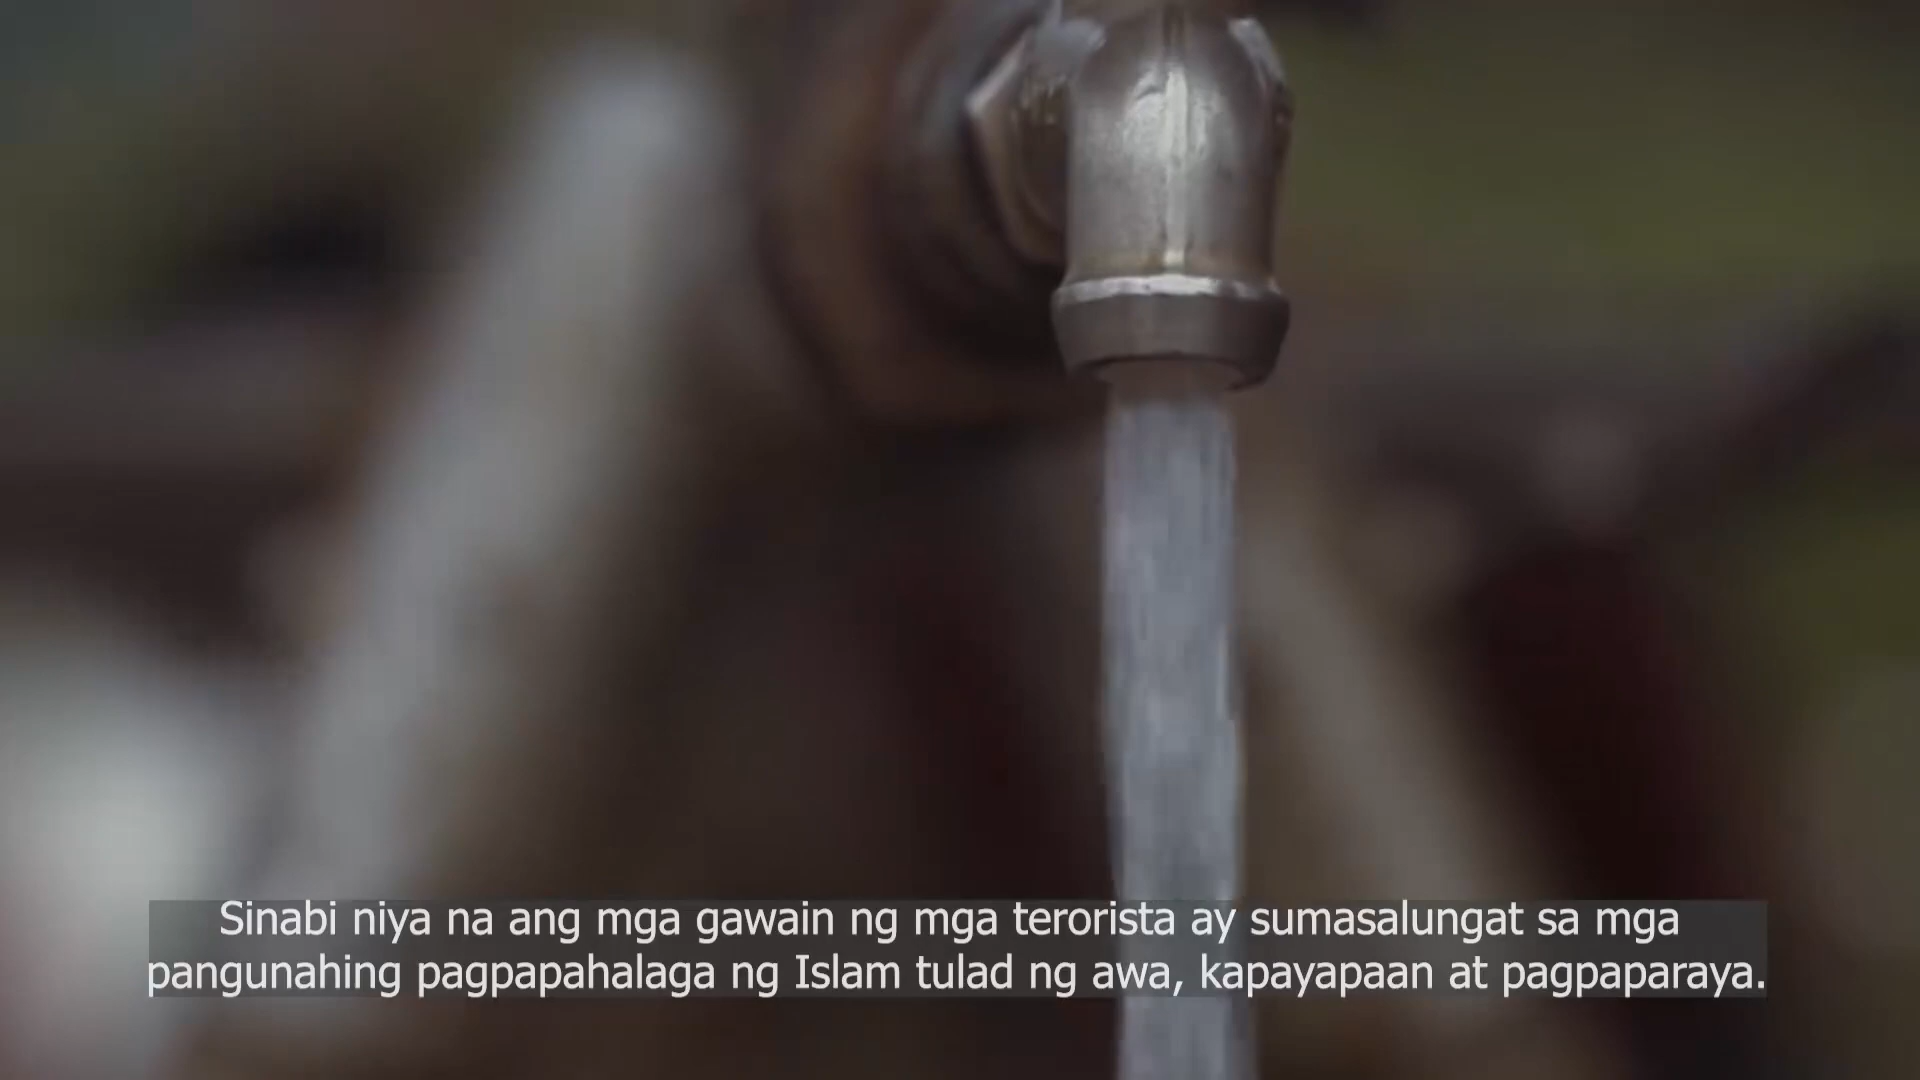 Sinabi niya na ang mga gawain ng mga terorista ay sumasalungat sa mga
pangunahing pagpapahalaga ng Islam tulad ng awa, kapayapaan at pagpaparaya.